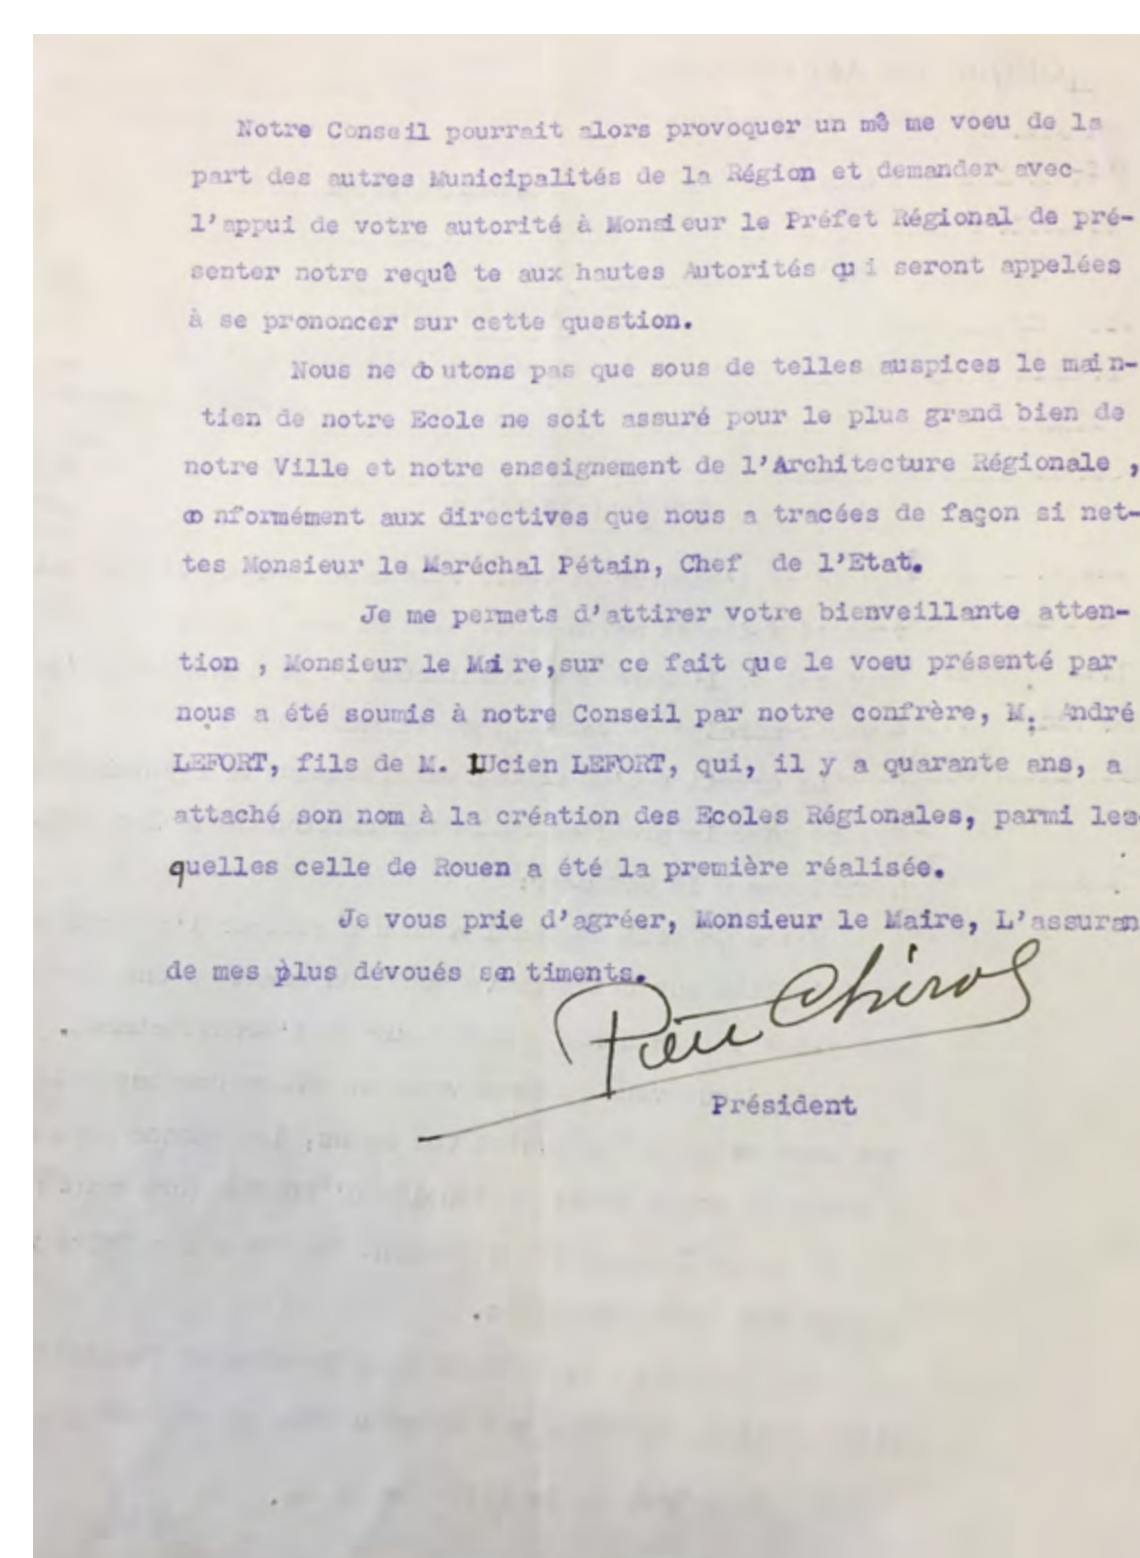 Notre Conseil pourrait alors provoquer un même voeu de la
part des autres Municipalités de la Région et demander avec
l'appui de votre autorité à Monsieur le Préfet Régional de pré-
senter notre requête aux hautes Autorités qui seront appelées
à se prononcer sur cette question.
Nous ne doutons pas que sous de telles auspices le main-
tien de notre Ecole ne soit assuré pour le plus grand bien de
notre Ville et notre enseignement de l'Architecture Régionale ,
conformément aux directives que nous a tracées de façon si net-
tes Monsieur le Maréchal Pétain, Chef de l'Etat.
Je me permets d'attirer votre bienveillante atten-
tion , Monsieur le Maire,sur ce fait que le voeu présenté par
nous a été soumis à notre Conseil par notre confrère, M. André
LEFORT, fils de M. LUcien LEFORT, qui, il y a quarante ans, a
attaché son nom à la création des Ecoles Régionales, parmi les-
quelles celle de Rouen a été la première réalisée.
Je vous prie d'agréer, Monsieur le Maire, L'assuran
de mes plus dévoués sentiments.
Pierre Chirol
Président